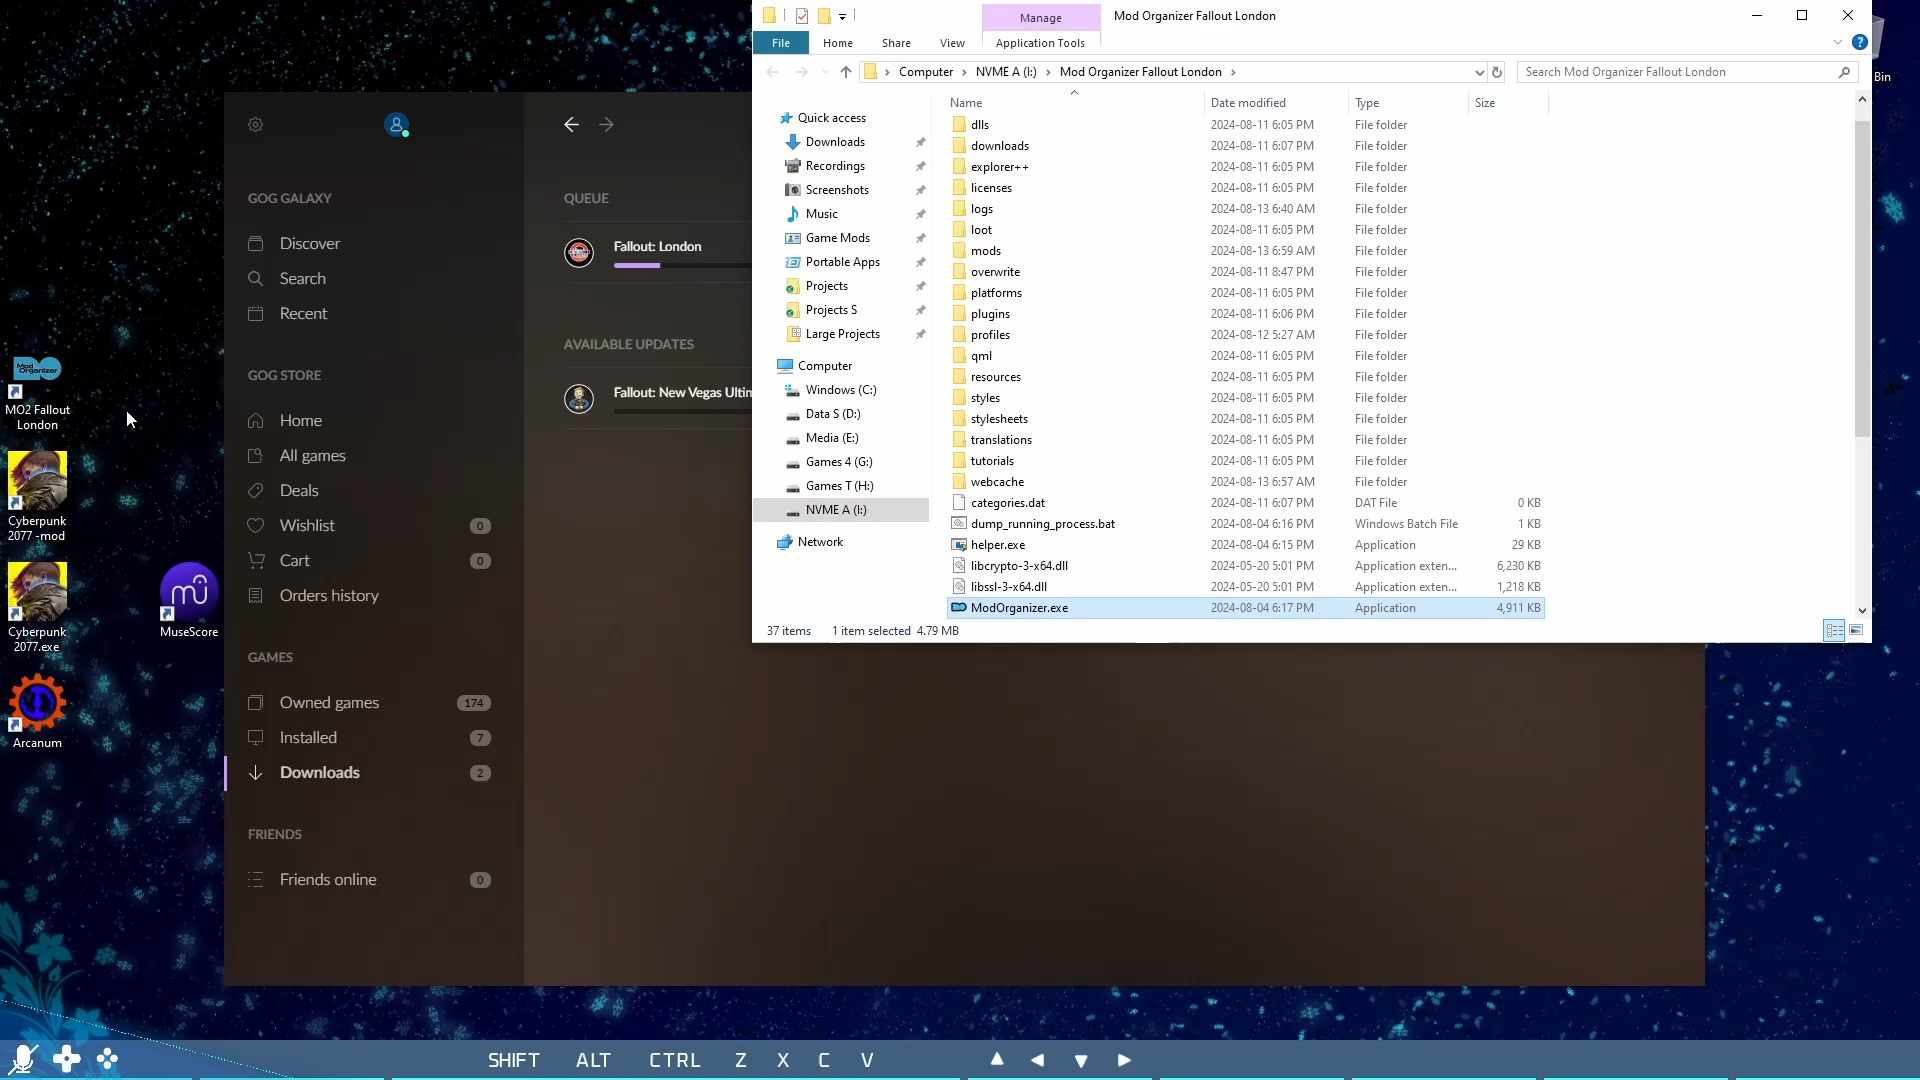 Manage
Mod Organizer Fallout London
File
Home
Share
View
Application Tools
Computer
NVME A (I:)
Mod Organizer Fallout London
Search Mod Organizer Fallout London
Bin
Quick access
Downloads
Recordings
Screenshots
Music
Game Mods
Portable Apps
Projects
Projects S
Large Projects
Computer
Windows (C:)
Data S (D:)
Media (E:)
Games 4 (G:)
Games T (H:)
NVME A (I:)
Network
Name Date modified Type Size
dlls 2024-08-11 6:05 PM File folder
downloads 2024-08-11 6:07 PM File folder
explorer++ 2024-08-11 6:05 PM File folder
licenses 2024-08-11 6:05 PM File folder
logs 2024-08-13 6:40 AM File folder
loot 2024-08-11 6:05 PM File folder
mods 2024-08-13 6:59 AM File folder
overwrite 2024-08-11 8:47 PM File folder
platforms 2024-08-11 6:05 PM File folder
plugins 2024-08-11 6:06 PM File folder
profiles 2024-08-12 5:27 AM File folder
qml 2024-08-11 6:05 PM File folder
resources 2024-08-11 6:05 PM File folder
styles 2024-08-11 6:05 PM File folder
stylesheets 2024-08-11 6:05 PM File folder
translations 2024-08-11 6:05 PM File folder
tutorials 2024-08-11 6:05 PM File folder
webcache 2024-08-13 6:57 AM File folder
categories.dat 2024-08-11 6:07 PM DAT File 0 KB
dump_running_process.bat 2024-08-04 6:16 PM Windows Batch File 1 KB
helper.exe 2024-08-04 6:15 PM Application 29 KB
libcrypto-3-x64.dll 2024-05-20 5:01 PM Application exten... 6,230 KB
libssl-3-x64.dll 2024-05-20 5:01 PM Application exten... 1,218 KB
ModOrganizer.exe 2024-08-04 6:17 PM Application 4,911 KB
37 items 1 item selected 4.79 MB
GOG GALAXY
Discover
Search
Recent
GOG STORE
Home
All games
Deals
Wishlist 0
Cart 0
Orders history
GAMES
Owned games 174
Installed 7
Downloads 2
FRIENDS
Friends online 0
QUEUE
Fallout: London
AVAILABLE UPDATES
Fallout: New Vegas Ultin
Mod
Organizer
MO2 Fallout
London
Cyberpunk
2077 -mod
Cyberpunk
2077.exe
MuseScore
Arcanum
SHIFT ALT CTRL Z X C V